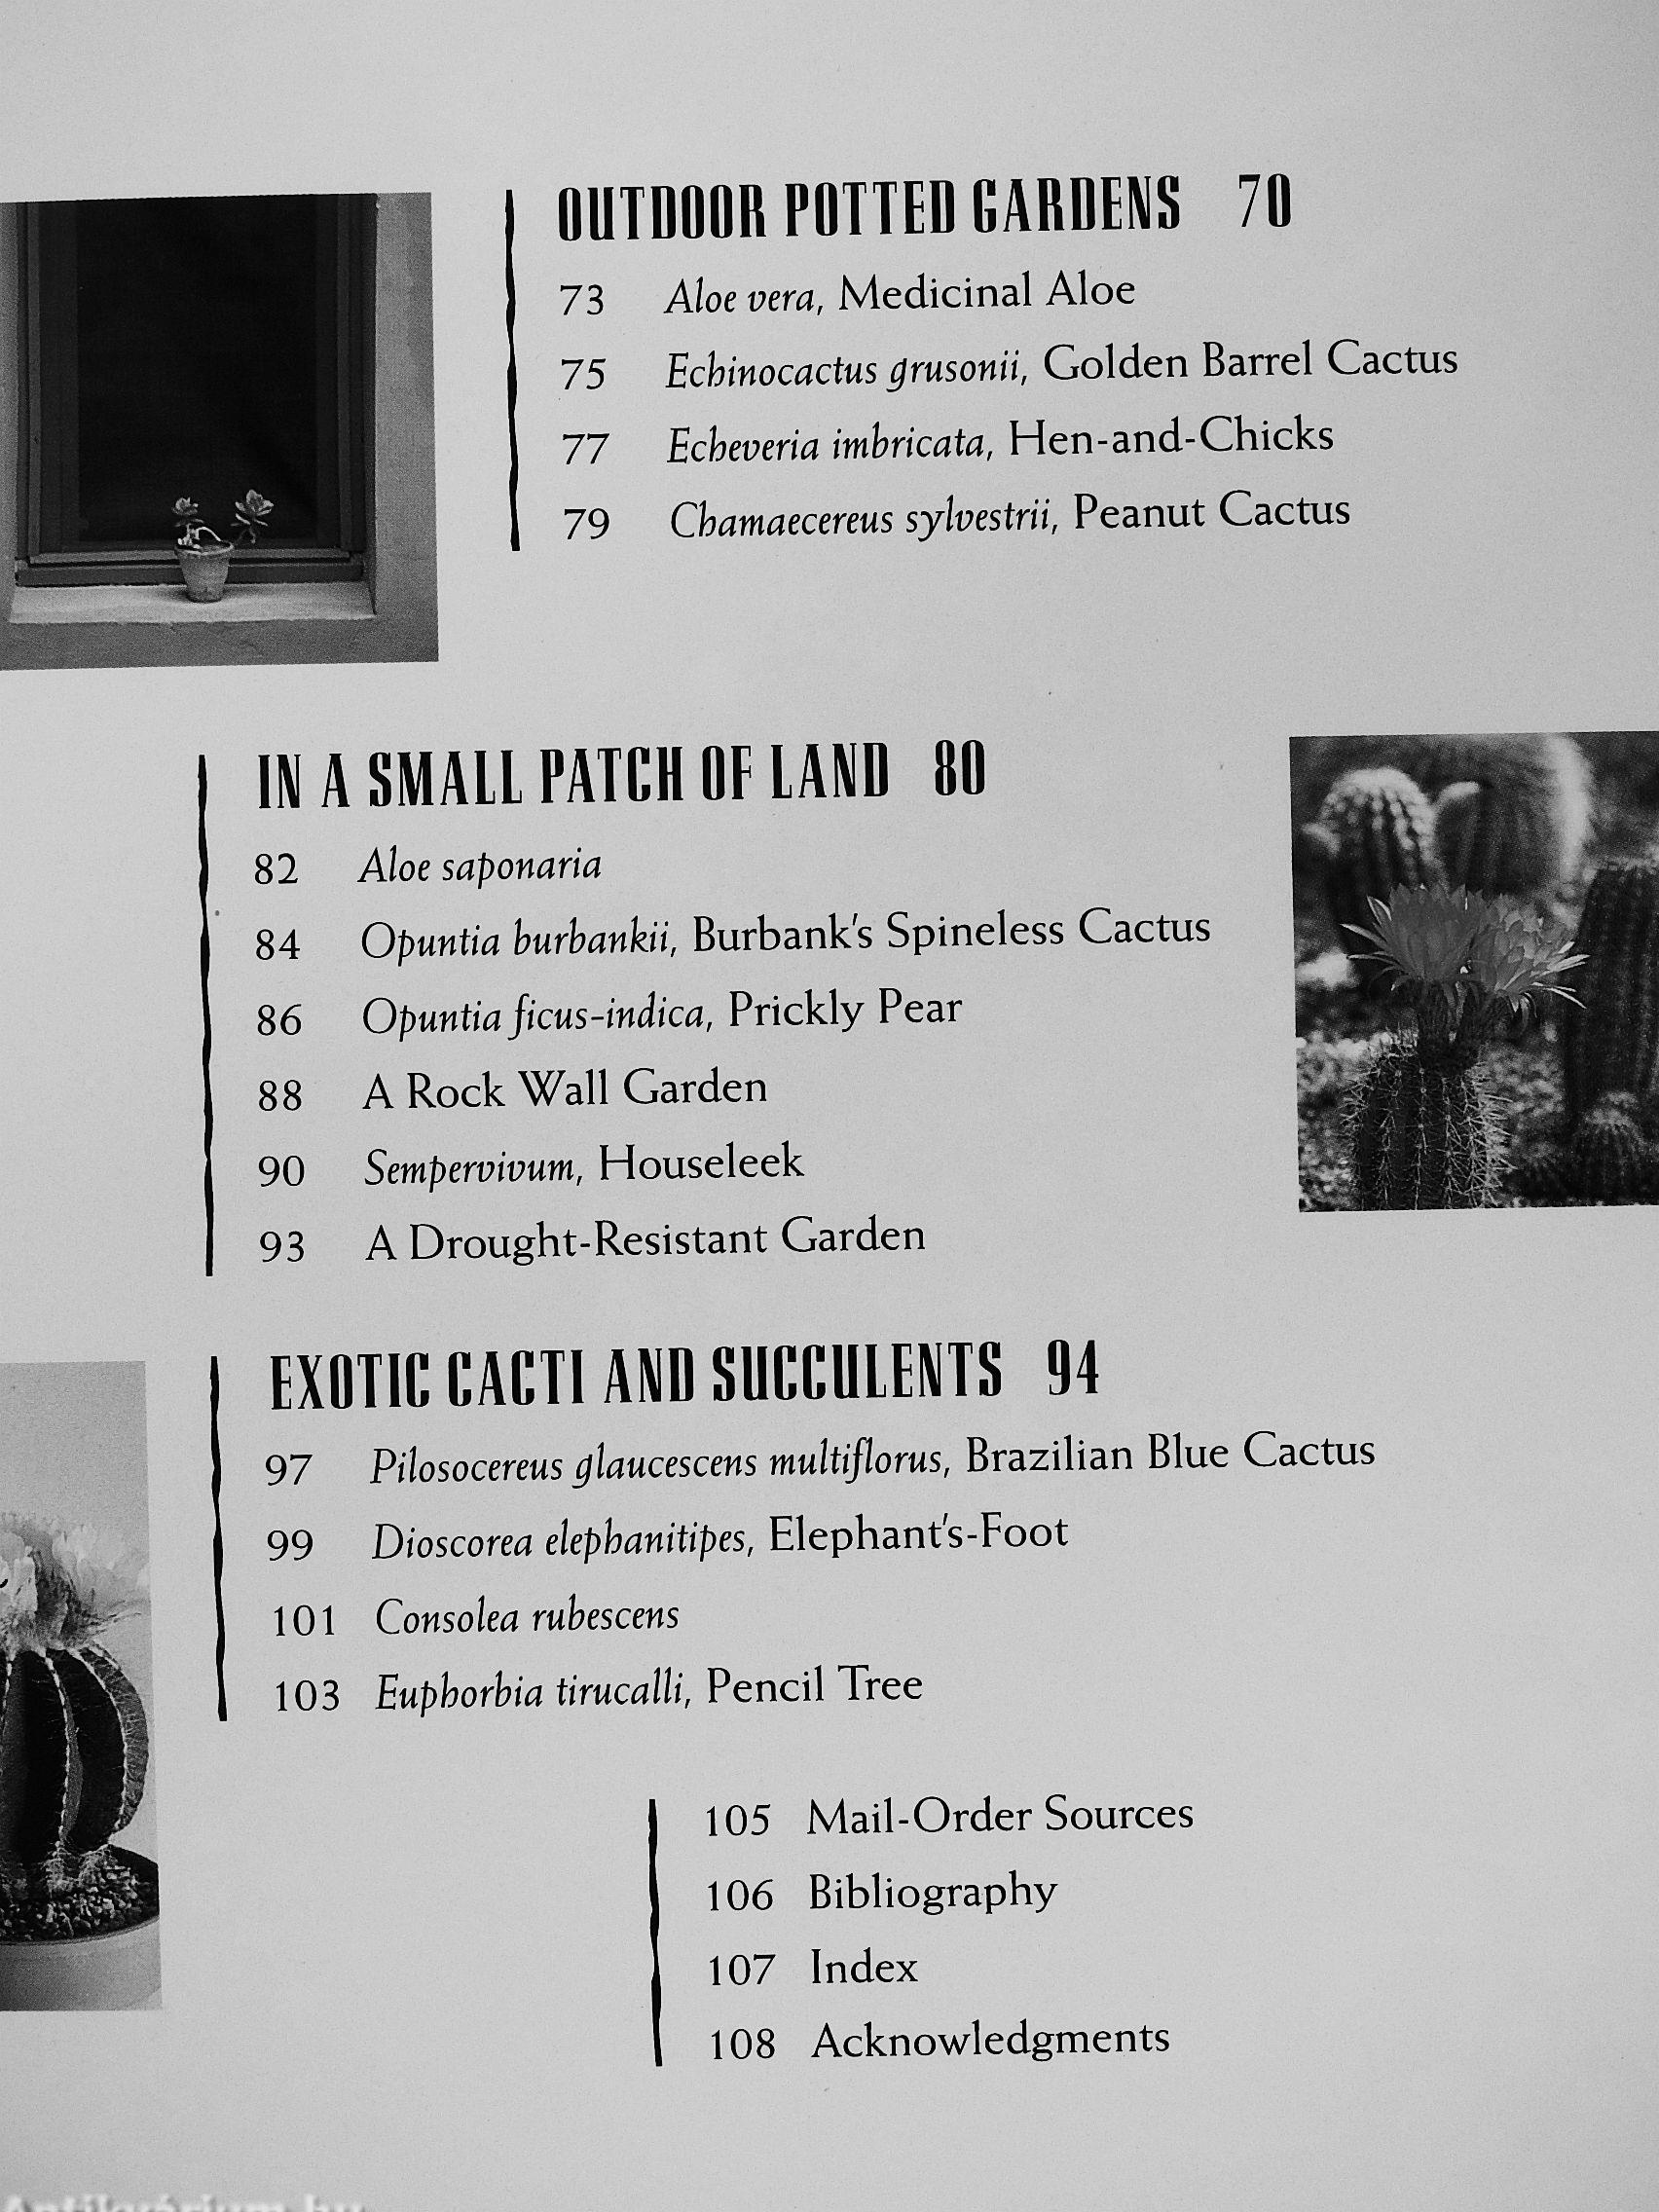 OUTDOOR POTTED GARDENS 70
73 Aloe vera, Medicinal Aloe
75 Echinocactus grusonii, Golden Barrel Cactus
77 Echeveria imbricata, Hen-and-Chicks
79 Chamaecereus sylvestrii, Peanut Cactus
IN A SMALL PATCH OF LAND 80
82 Aloe saponaria
84 Opuntia burbankii, Burbank's Spineless Cactus
86 Opuntia ficus-indica, Prickly Pear
88 A Rock Wall Garden
90 Sempervivum, Houseleek
93 A Drought-Resistant Garden
EXOTIC CACTI AND SUCCULENTS 94
97 Pilosocereus glaucescens multiflorus, Brazilian Blue Cactus
99 Dioscorea elephanitipes, Elephant's-Foot
101 Consolea rubescens
103 Euphorbia tirucalli, Pencil Tree
105 Mail-Order Sources
106 Bibliography
107 Index
108 Acknowledgments